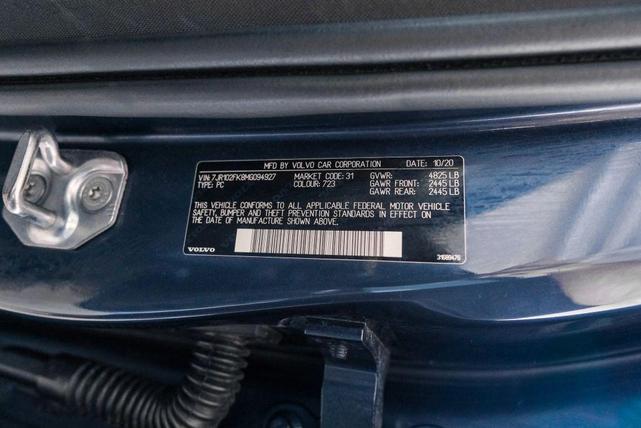 MFD BY VOLVO CAR CORPORATION DATE: 10/20
VIN: 7JR102FK8MG094927 MARKET CODE: 31 GVWR: 4825 LB
TYPE: PC COLOUR: 723 GAWR FRONT: 2445 LB
GAWR REAR: 2445 LB
THIS VEHICLE CONFORMS TO ALL APPLICABLE FEDERAL MOTOR VEHICLE
SAFETY, BUMPER AND THEFT PREVENTION STANDARDS IN EFFECT ON
THE DATE OF MANUFACTURE SHOWN ABOVE.
VOLVO 31689476